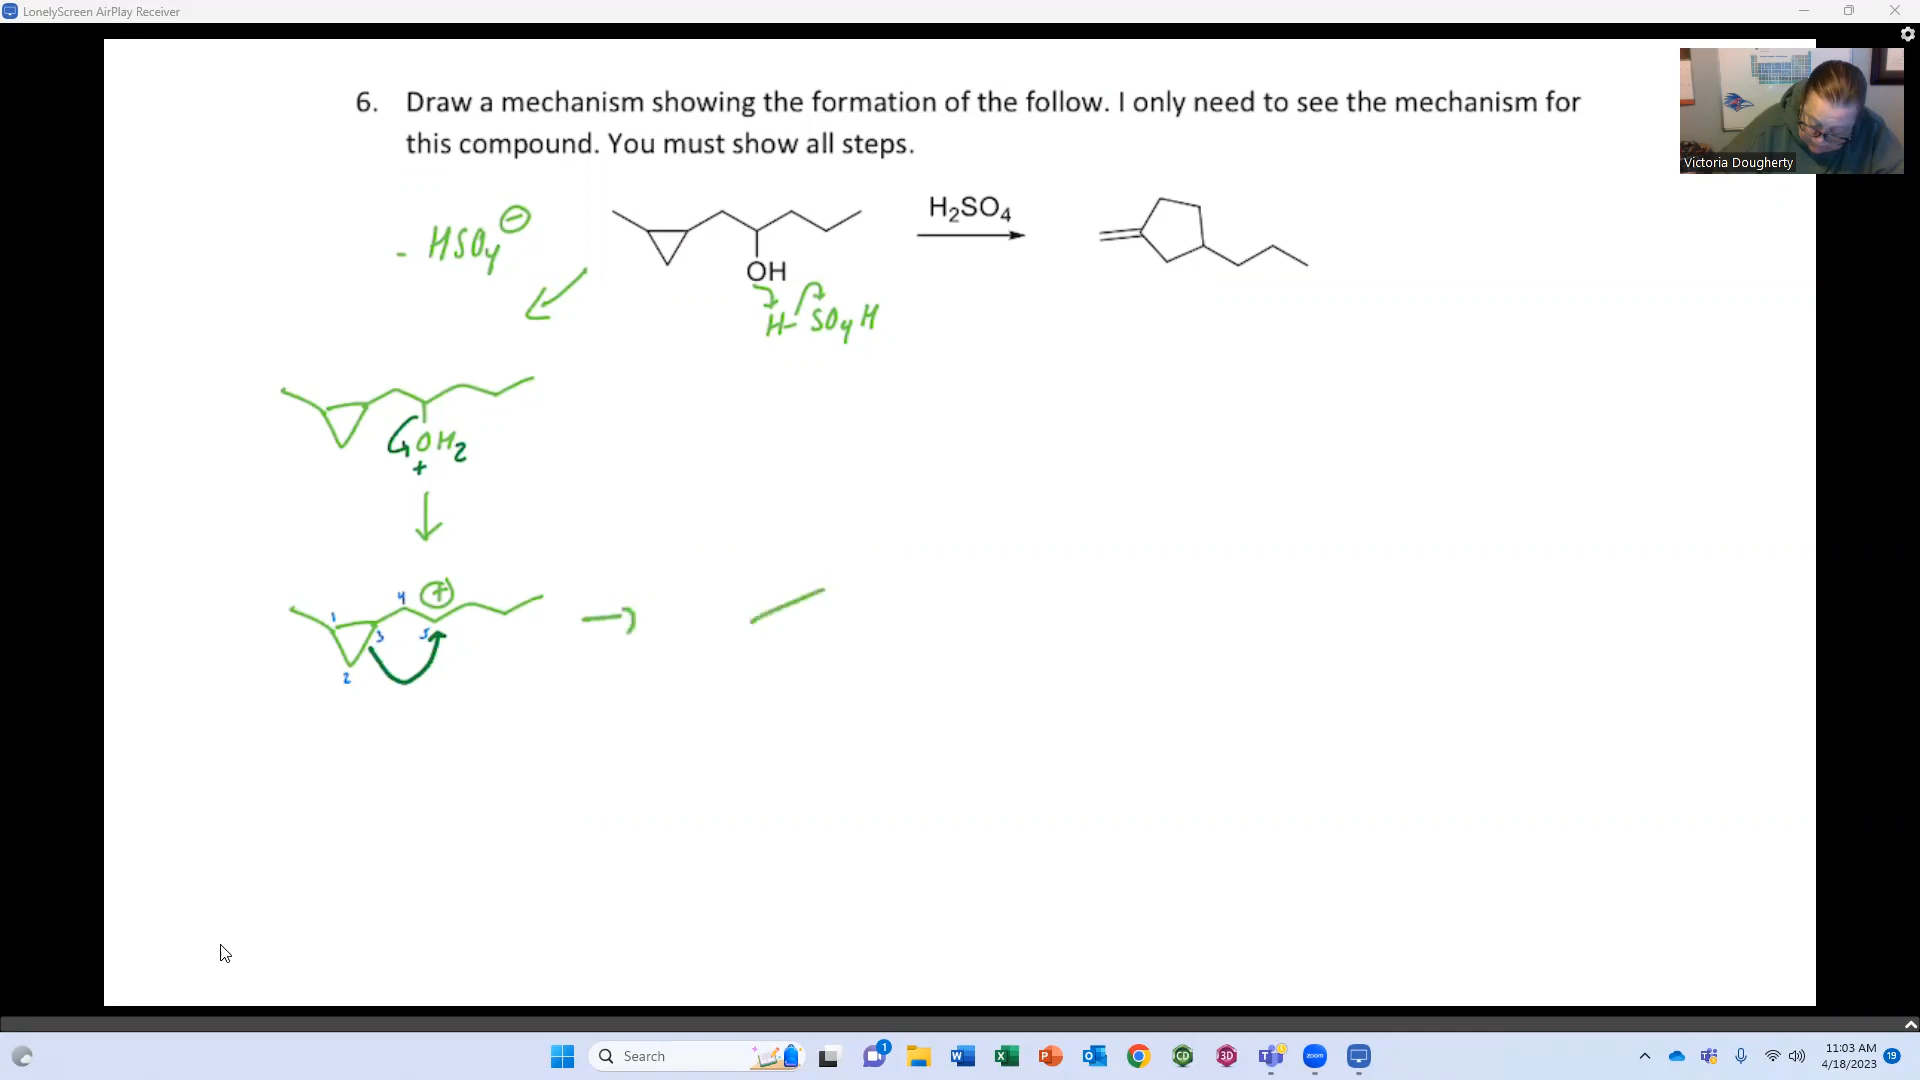 LonelyScreen AirPlay Receiver
6. Draw a mechanism showing the formation of the follow. I only need to see the mechanism for
this compound. You must show all steps.
Victoria Dougherty
- HSO4⊖
H2SO4
OH
H-SO4H
OH2
+
1
4
+
3
5
2
Search
1
11:03 AM
4/18/2023
19